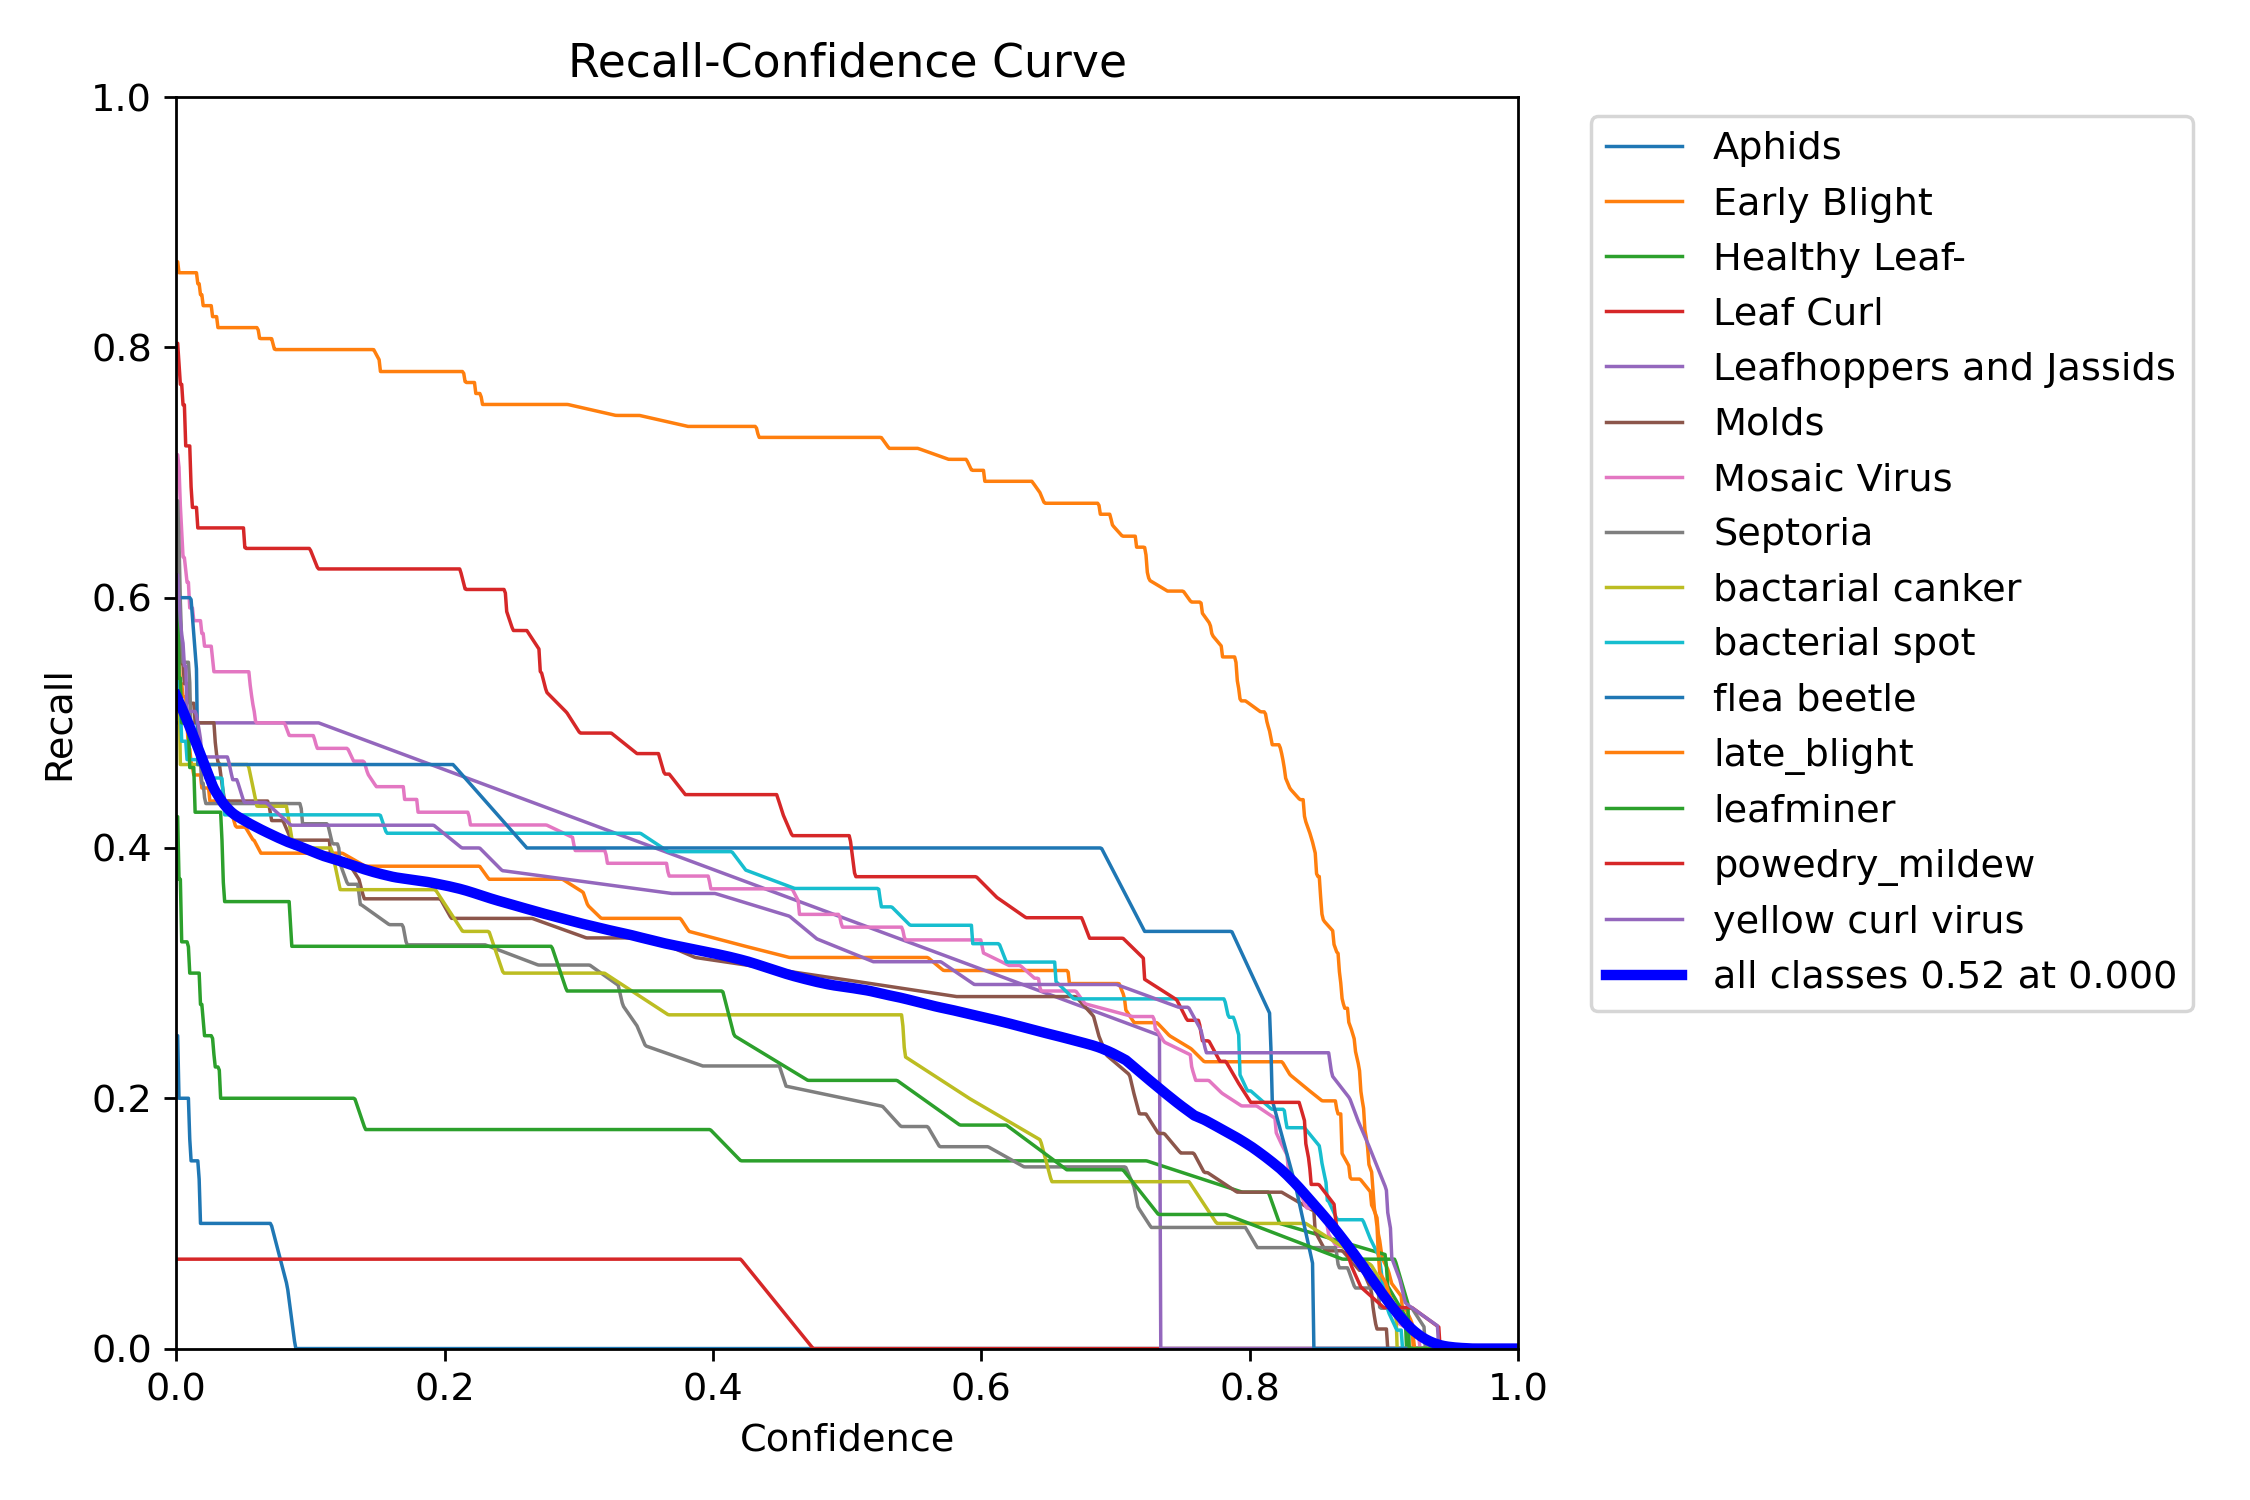 Recall-Confidence Curve
1.0
0.8
0.6
0.4
0.2
0.0
Recall
0.0 0.2 0.4 0.6 0.8 1.0
Confidence
Aphids
Early Blight
Healthy Leaf-
Leaf Curl
Leafhoppers and Jassids
Molds
Mosaic Virus
Septoria
bactarial canker
bacterial spot
flea beetle
late_blight
leafminer
powedry_mildew
yellow curl virus
all classes 0.52 at 0.000